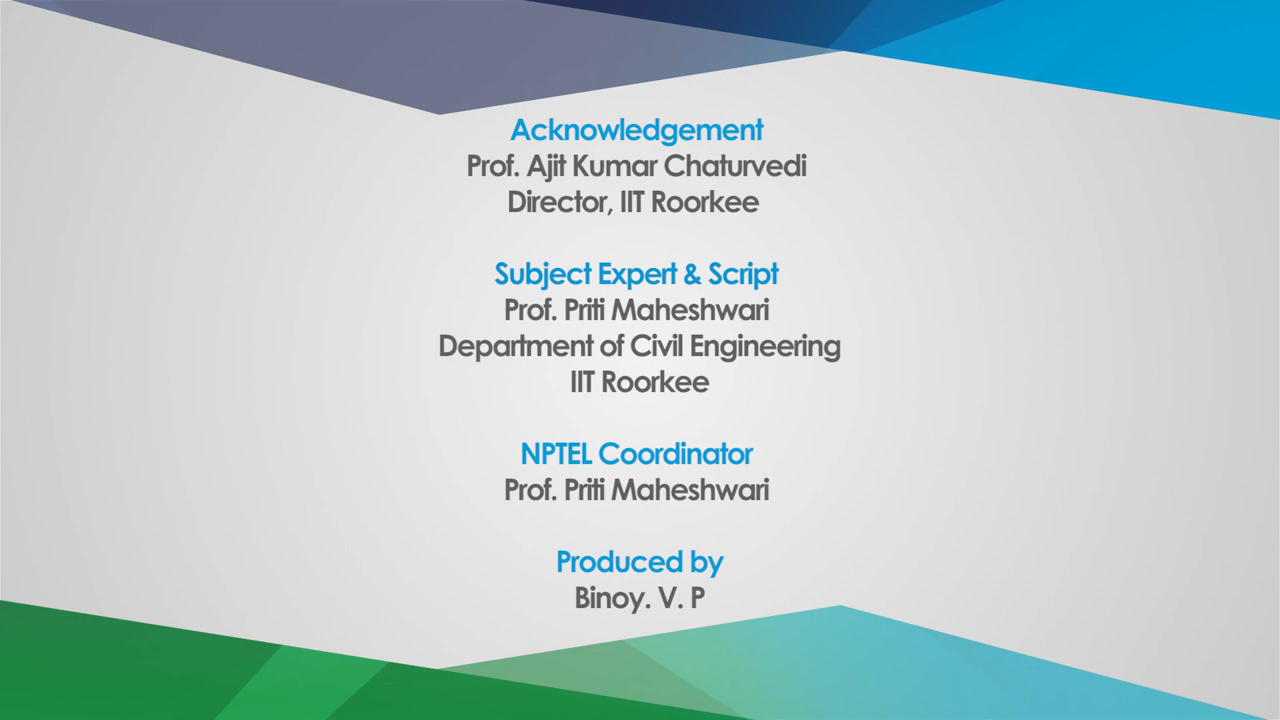 Acknowledgement
Prof. Ajit Kumar Chaturvedi
Director, IIT Roorkee
Subject Expert & Script
Prof. Priti Maheshwari
Department of Civil Engineering
IIT Roorkee
NPTEL Coordinator
Prof. Priti Maheshwari
Produced by
Binoy. V. P